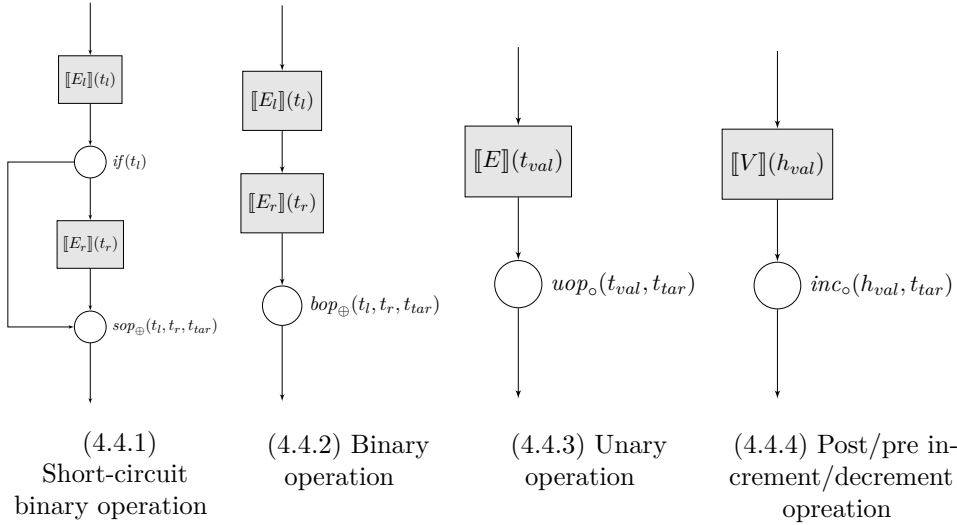 ⟦E_l⟧(t_l)
if(t_l)
⟦E_r⟧(t_r)
sop_⊕(t_l, t_r, t_tar)
(4.4.1)
Short-circuit
binary operation
⟦E_l⟧(t_l)
⟦E_r⟧(t_r)
bop_⊕(t_l, t_r, t_tar)
(4.4.2) Binary
operation
⟦E⟧(t_val)
uop_∘(t_val, t_tar)
(4.4.3) Unary
operation
⟦V⟧(h_val)
inc_∘(h_val, t_tar)
(4.4.4) Post/pre in-
crement/decrement
opreation